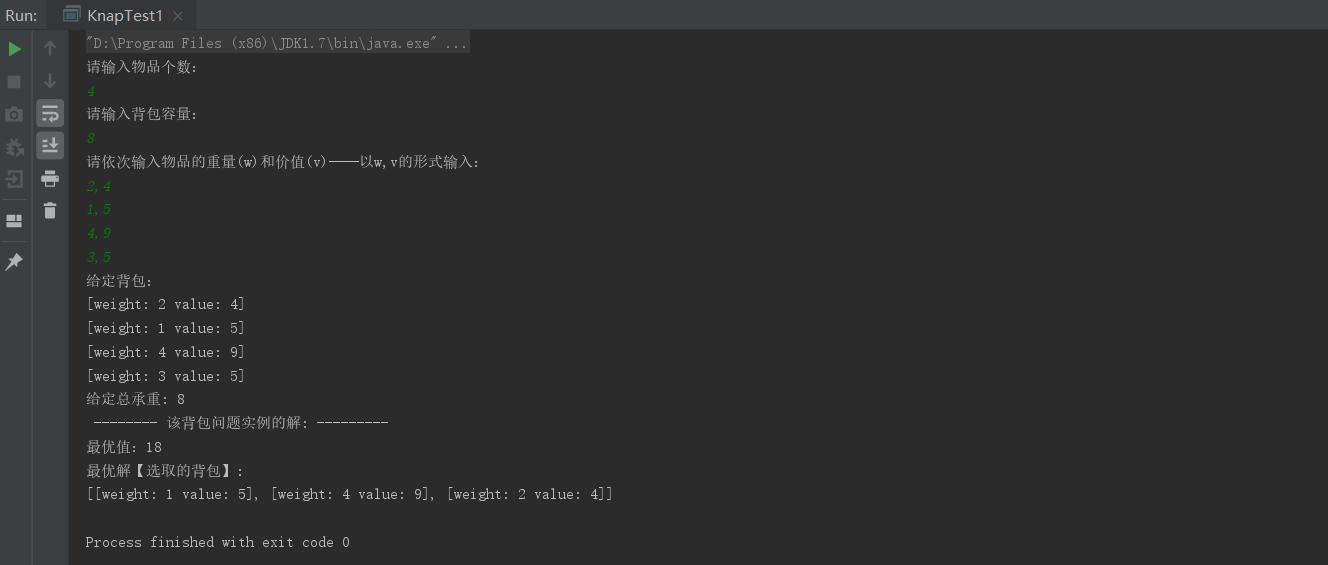 Run: KnapTest1
"D:\Program Files (x86)\JDK1.7\bin\java.exe" ...
请输入物品个数:
4
请输入背包容量:
8
请依次输入物品的重量(w)和价值(v)——以w,v的形式输入:
2,4
1,5
4,9
3,5
给定背包:
[weight: 2 value: 4]
[weight: 1 value: 5]
[weight: 4 value: 9]
[weight: 3 value: 5]
给定总承重: 8
-------- 该背包问题实例的解: ---------
最优值: 18
最优解【选取的背包】:
[[weight: 1 value: 5], [weight: 4 value: 9], [weight: 2 value: 4]]
Process finished with exit code 0